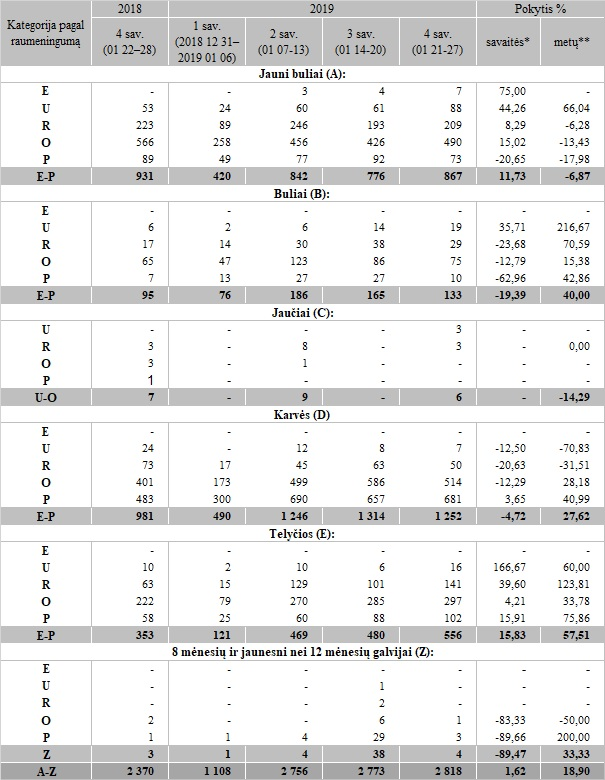 Kategorija pagal raumeningumą 2018 2019 Pokytis %
4 sav. (01 22–28) 1 sav. (2018 12 31–2019 01 06) 2 sav. (01 07-13) 3 sav. (01 14-20) 4 sav. (01 21-27) savaitės* metų**
Jauni buliai (A):
E - - 3 4 7 75,00 -
U 53 24 60 61 88 44,26 66,04
R 223 89 246 193 209 8,29 -6,28
O 566 258 456 426 490 15,02 -13,43
P 89 49 77 92 73 -20,65 -17,98
E-P 931 420 842 776 867 11,73 -6,87
Buliai (B):
E - - - - - - -
U 6 2 6 14 19 35,71 216,67
R 17 14 30 38 29 -23,68 70,59
O 65 47 123 86 75 -12,79 15,38
P 7 13 27 27 10 -62,96 42,86
E-P 95 76 186 165 133 -19,39 40,00
Jaučiai (C):
U - - - - 3 - -
R 3 - 8 - 3 - 0,00
O 3 - 1 - - - -
P 1 - - - - - -
U-O 7 - 9 - 6 - -14,29
Karvės (D)
E - - - - - - -
U 24 - 12 8 7 -12,50 -70,83
R 73 17 45 63 50 -20,63 -31,51
O 401 173 499 586 514 -12,29 28,18
P 483 300 690 657 681 3,65 40,99
E-P 981 490 1 246 1 314 1 252 -4,72 27,62
Telyčios (E):
E - - - - - - -
U 10 2 10 6 16 166,67 60,00
R 63 15 129 101 141 39,60 123,81
O 222 79 270 285 297 4,21 33,78
P 58 25 60 88 102 15,91 75,86
E-P 353 121 469 480 556 15,83 57,51
8 mėnesių ir jaunesni nei 12 mėnesių galvijai (Z):
E - - - - - - -
U - - - 1 - - -
R - - - 2 - - -
O 2 - - 6 1 -83,33 -50,00
P 1 1 4 29 3 -89,66 200,00
Z 3 1 4 38 4 -89,47 33,33
A-Z 2 370 1 108 2 756 2 773 2 818 1,62 18,90